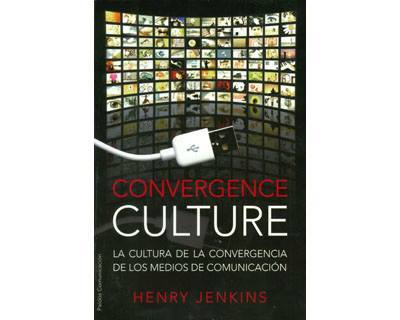 CONVERGENCE
CULTURE
LA CULTURA DE LA CONVERGENCIA
DE LOS MEDIOS DE COMUNICACIÓN
HENRY JENKINS
Paidós Comunicación